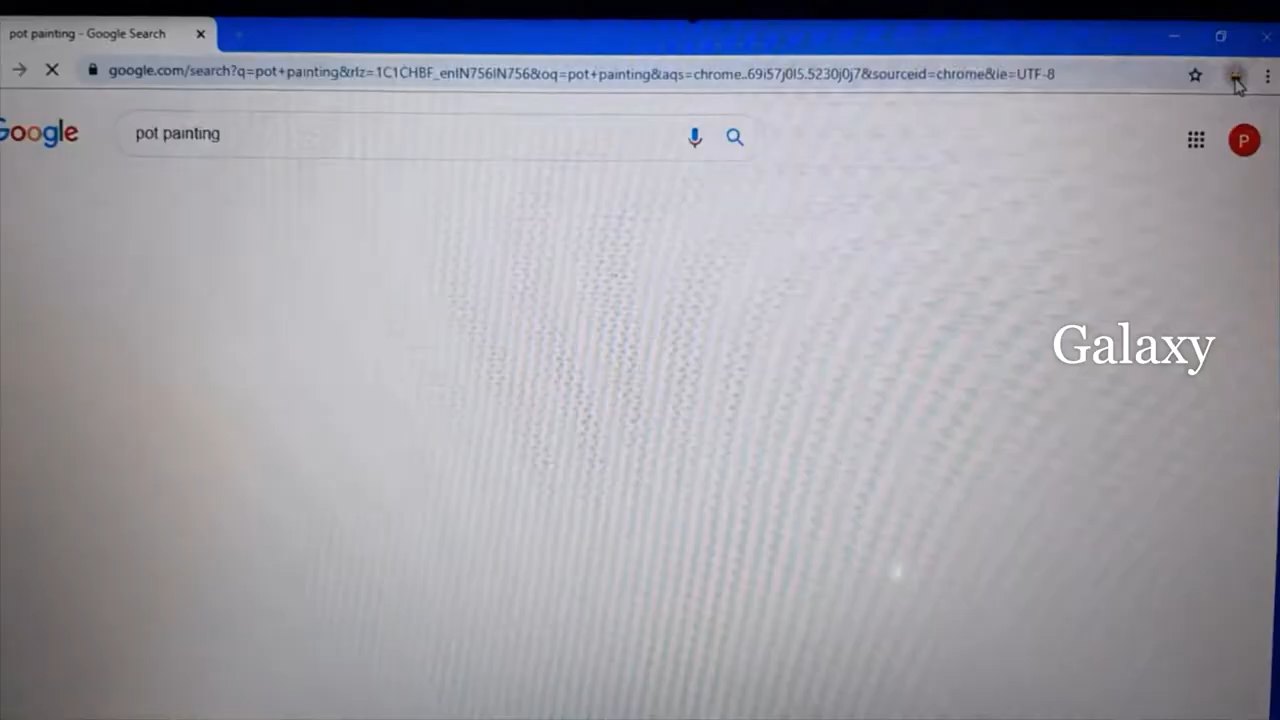 pot painting - Google Search
google.com/search?q=pot+painting&rlz=1C1CHBF_enIN756IN756&oq=pot+painting&aqs=chrome..69i57j0l5.5230j0j7&sourceid=chrome&ie=UTF-8
Google
pot painting
P
Galaxy